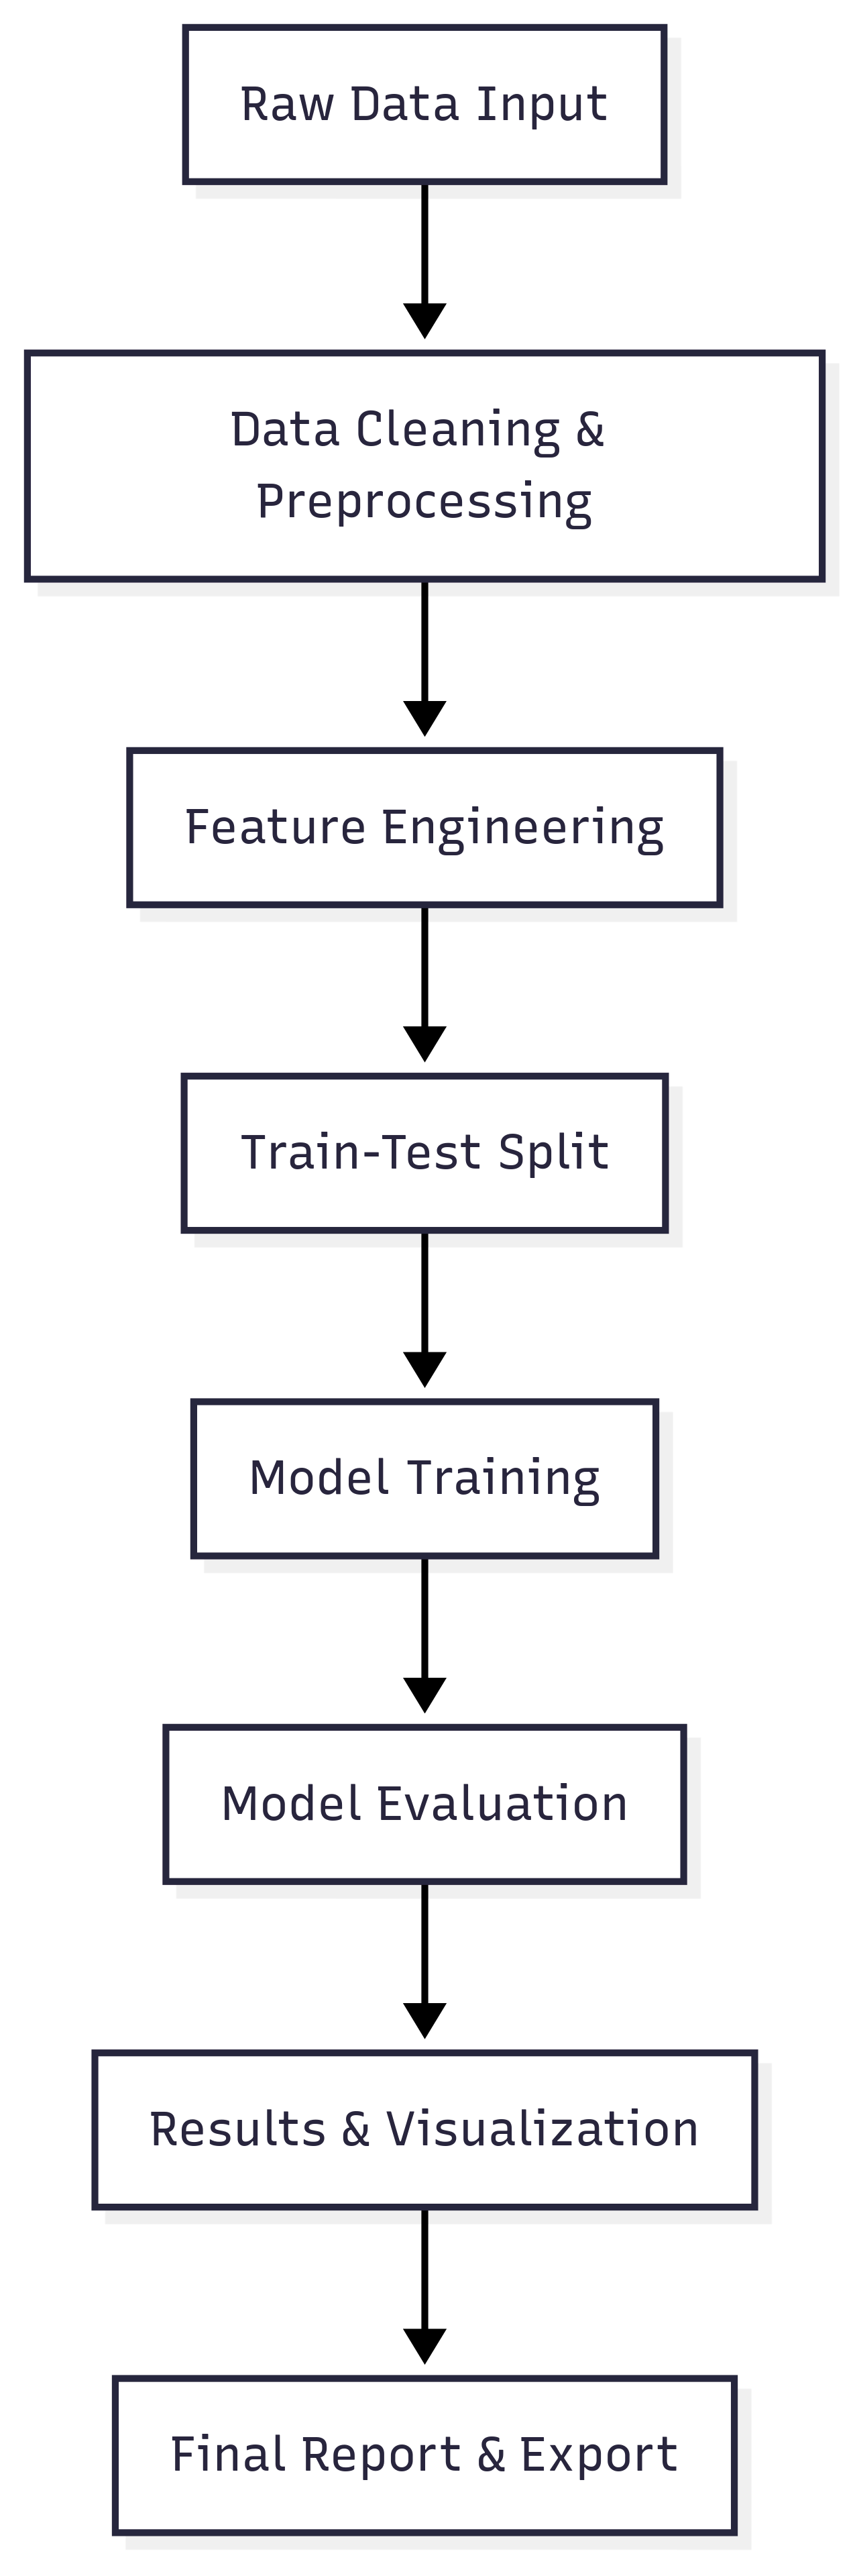 Raw Data Input
Data Cleaning &
Preprocessing
Feature Engineering
Train-Test Split
Model Training
Model Evaluation
Results & Visualization
Final Report & Export